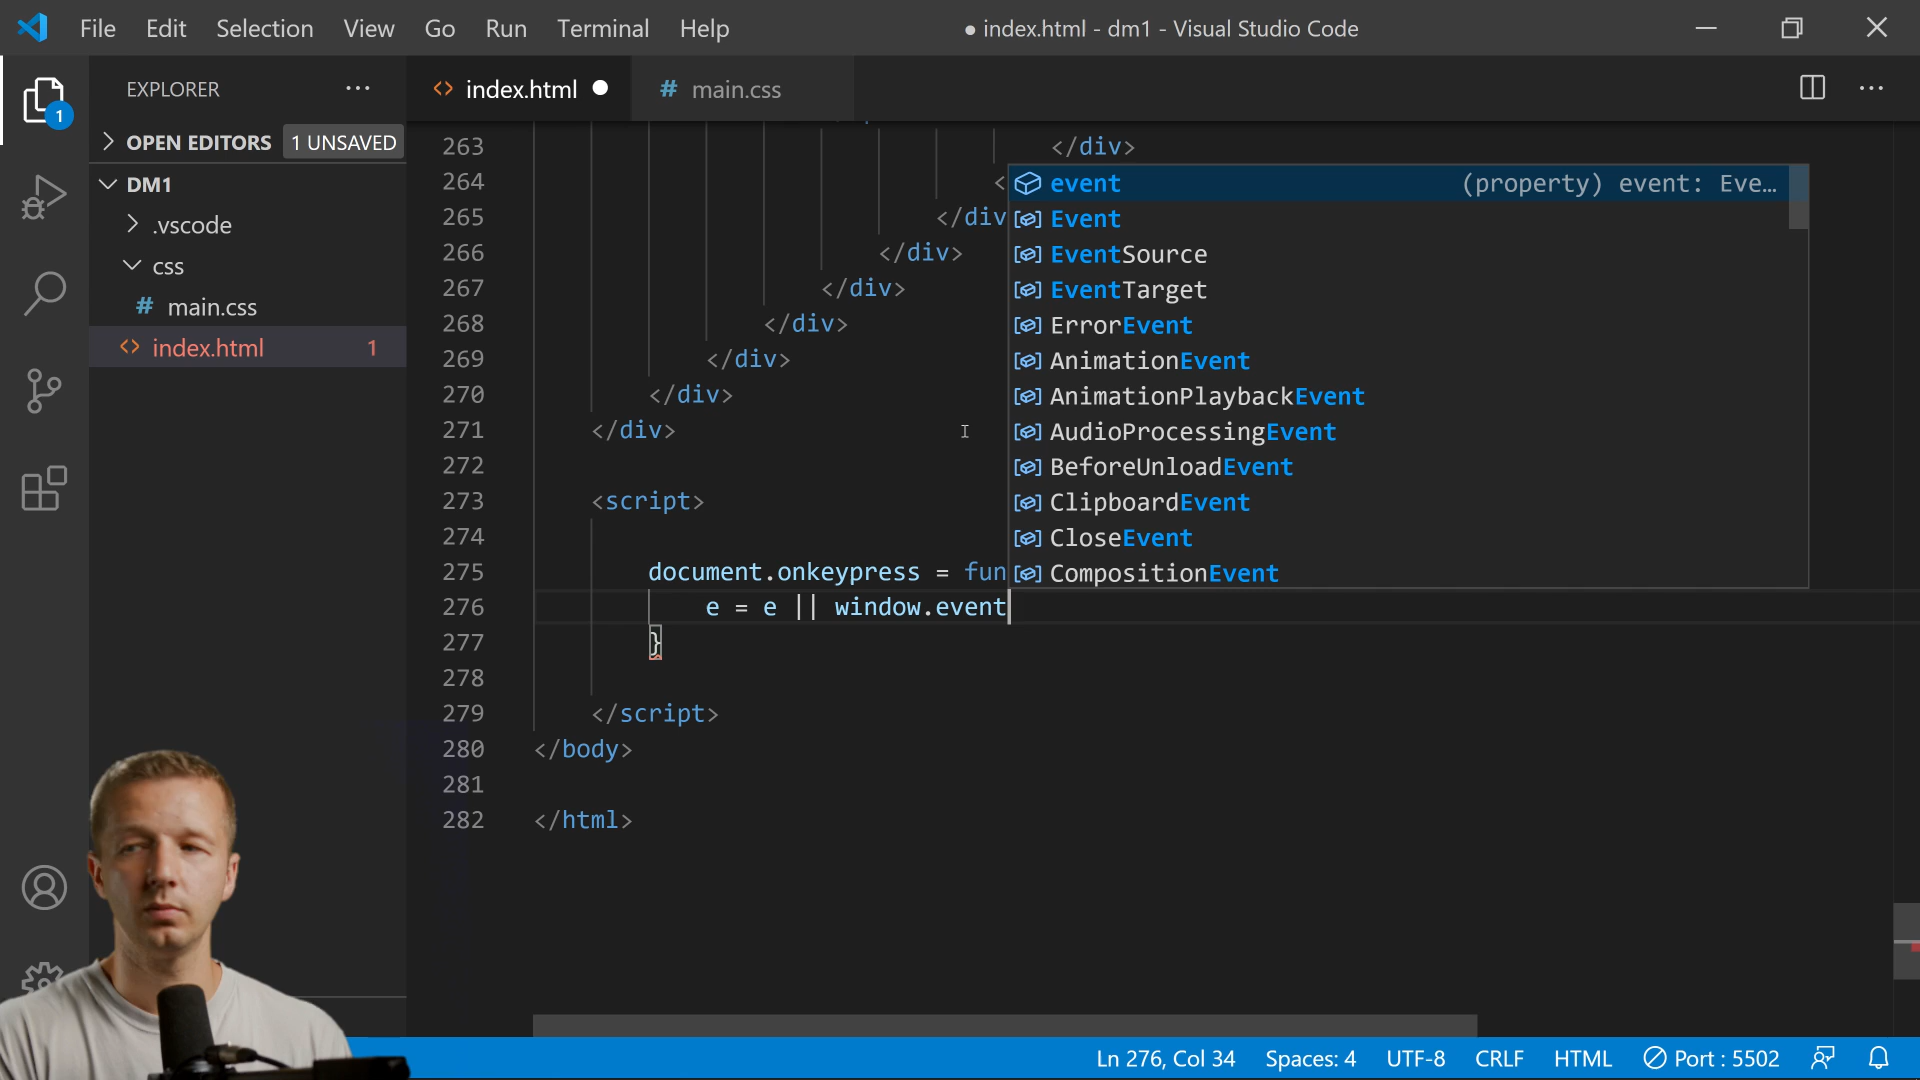 File Edit Selection View Go Run Terminal Help
● index.html - dm1 - Visual Studio Code
EXPLORER
OPEN EDITORS 1 UNSAVED
DM1
.vscode
css
# main.css
<> index.html 1
<> index.html ●
# main.css
263 </div>
264 <
265 </div
266 </div>
267 </div>
268 </div>
269 </div>
270 </div>
271 </div>
272
273 <script>
274
275 document.onkeypress = fun
276 e = e || window.event
277 }
278
279 </script>
280 </body>
281
282 </html>
event (property) event: Eve…
Event
EventSource
EventTarget
ErrorEvent
AnimationEvent
AnimationPlaybackEvent
AudioProcessingEvent
BeforeUnloadEvent
ClipboardEvent
CloseEvent
CompositionEvent
1
Ln 276, Col 34 Spaces: 4 UTF-8 CRLF HTML Port : 5502